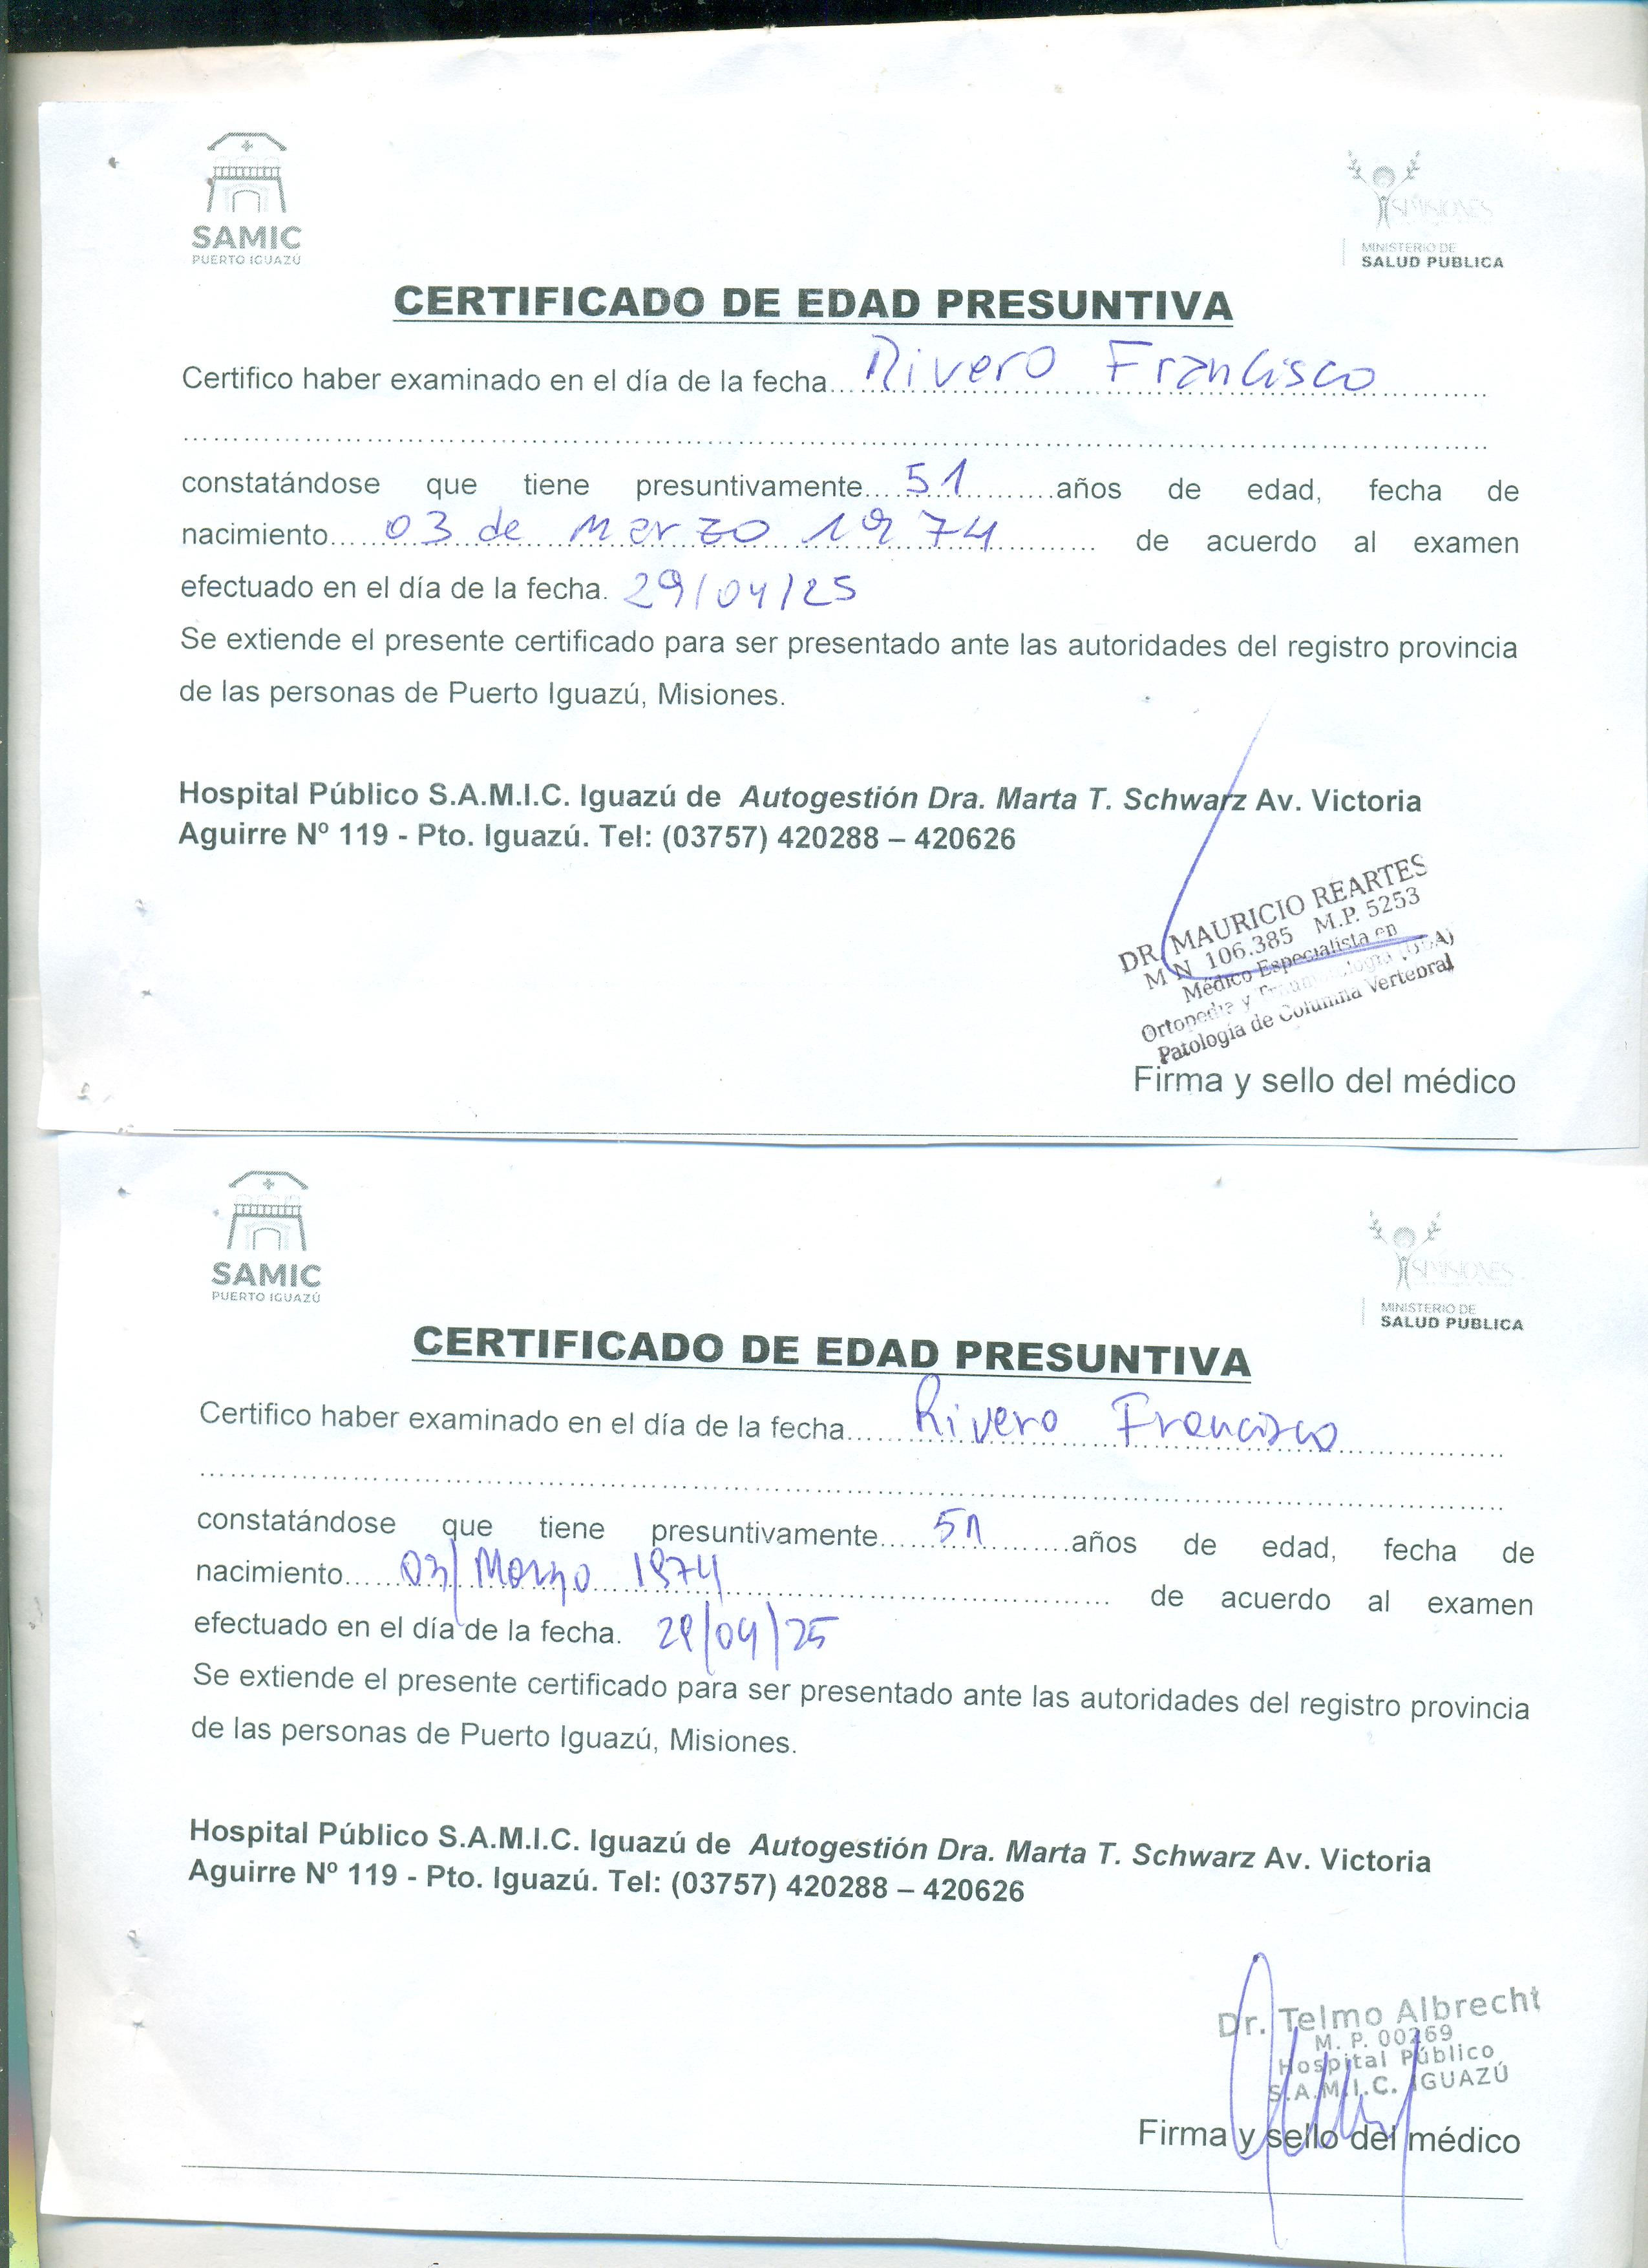 SAMIC
PUERTO IGUAZÚ
MISIONES
MINISTERIO DE
SALUD PUBLICA
CERTIFICADO DE EDAD PRESUNTIVA
Certifico haber examinado en el día de la fecha... Rivero Francisco
constatándose que tiene presuntivamente... 51 ...años de edad, fecha de
nacimiento... 03 de Marzo 1974 ... de acuerdo al examen
efectuado en el día de la fecha. 29/04/25
Se extiende el presente certificado para ser presentado ante las autoridades del registro provincia
de las personas de Puerto Iguazú, Misiones.
Hospital Público S.A.M.I.C. Iguazú de Autogestión Dra. Marta T. Schwarz Av. Victoria
Aguirre Nº 119 - Pto. Iguazú. Tel: (03757) 420288 – 420626
DR. MAURICIO REARTES
M N 106.385 M.P. 5253
Médico Especialista en
Ortopedia y Traumatología (UBA)
Patología de Columna Vertebral
Firma y sello del médico
SAMIC
PUERTO IGUAZÚ
MISIONES
MINISTERIO DE
SALUD PUBLICA
CERTIFICADO DE EDAD PRESUNTIVA
Certifico haber examinado en el día de la fecha... Rivero Francisco
constatándose que tiene presuntivamente... 51 ...años de edad, fecha de
nacimiento... 03/Marzo 1974 ... de acuerdo al examen
efectuado en el día de la fecha. 29/04/25
Se extiende el presente certificado para ser presentado ante las autoridades del registro provincia
de las personas de Puerto Iguazú, Misiones.
Hospital Público S.A.M.I.C. Iguazú de Autogestión Dra. Marta T. Schwarz Av. Victoria
Aguirre Nº 119 - Pto. Iguazú. Tel: (03757) 420288 – 420626
Dr. Telmo Albrecht
M. P. 00269
Hospital Público
S.A.M.I.C. IGUAZÚ
Firma y sello del médico